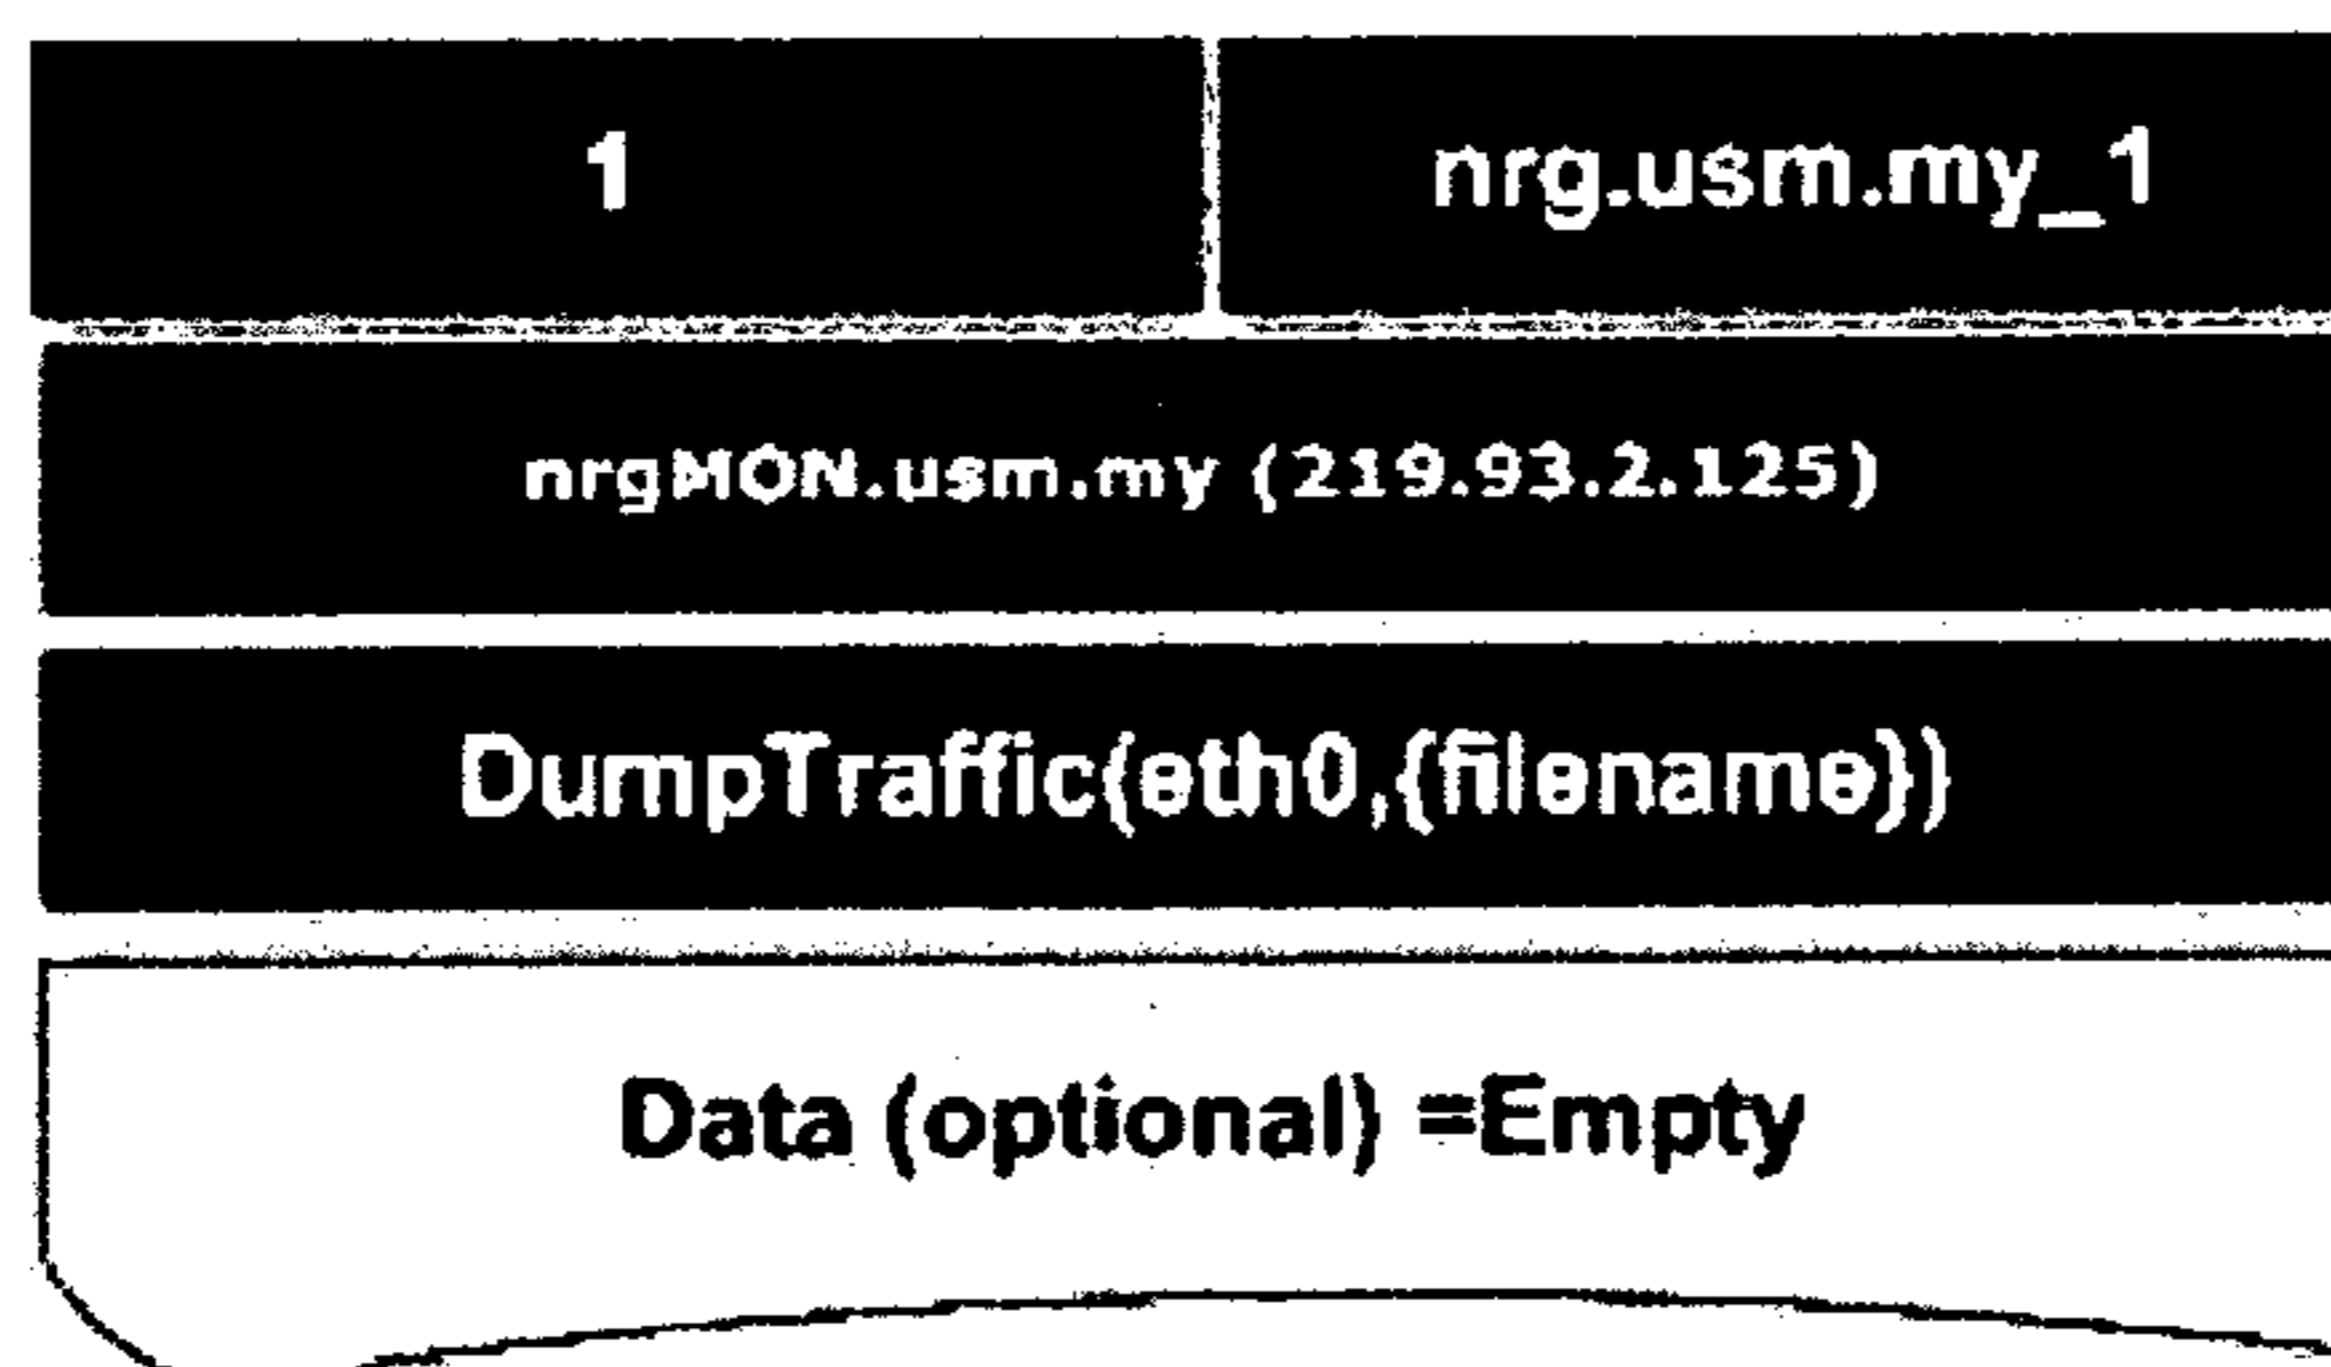 1 nrg.usm.my_1
nrgMON.usm.my (219.93.2.125)
DumpTraffic(eth0,{filename})
Data (optional) =Empty